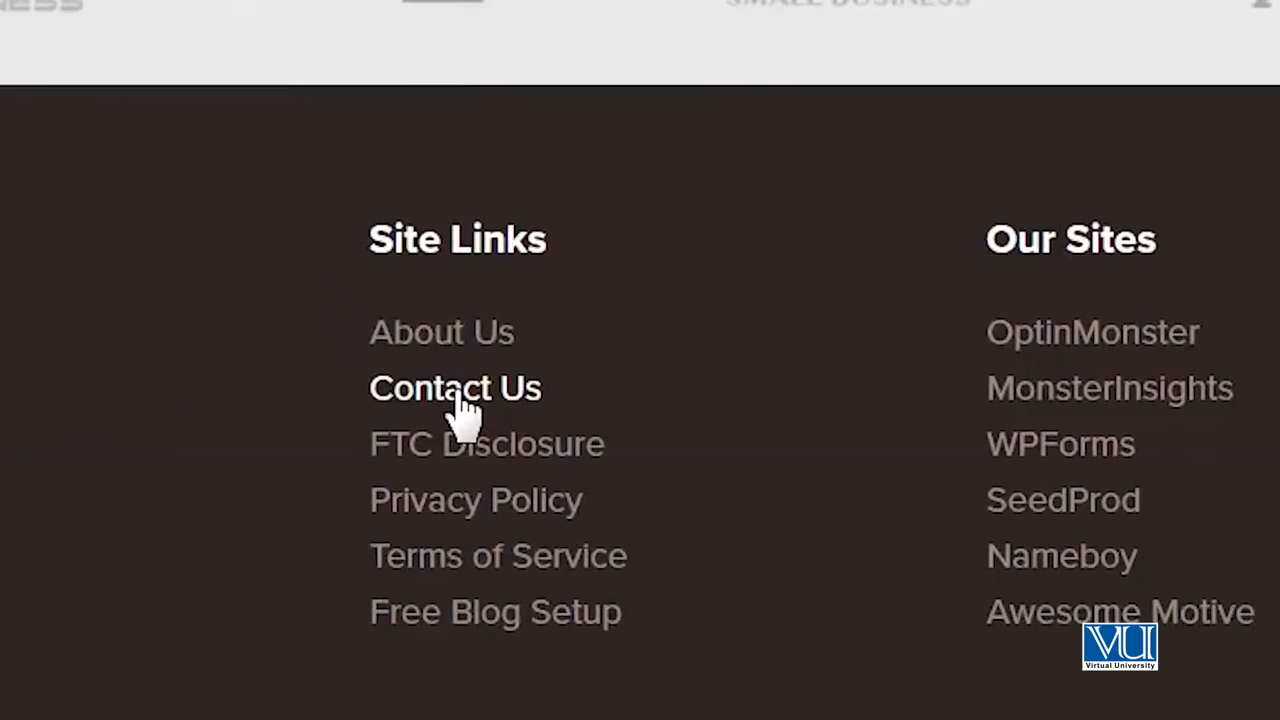 SMALL BUSINESS
Site Links
About Us
Contact Us
FTC Disclosure
Privacy Policy
Terms of Service
Free Blog Setup
Our Sites
OptinMonster
MonsterInsights
WPForms
SeedProd
Nameboy
Awesome Motive
VU
Virtual University